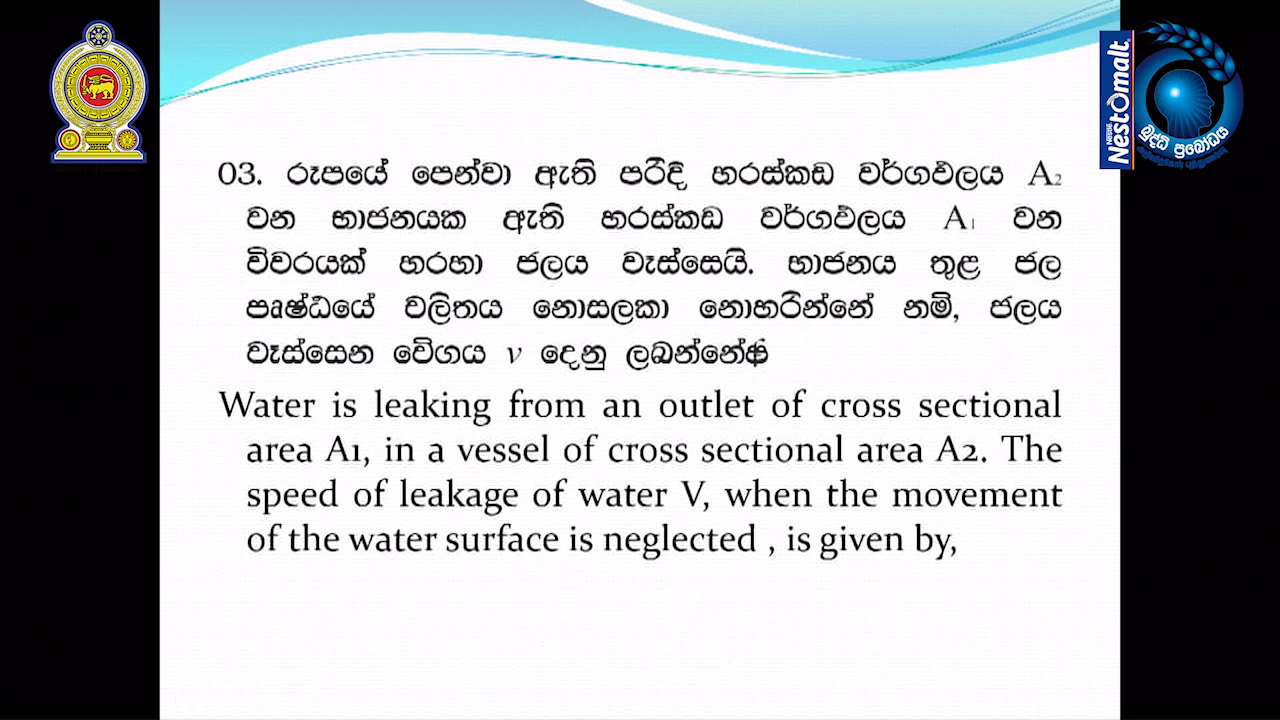 03. රූපයේ පෙන්වා ඇති පරිදි හරස්කඩ වර්ගඵලය A₂
වන භාජනයක ඇති හරස්කඩ වර්ගඵලය A₁ වන
විවරයක් හරහා ජලය වෑස්සෙයි. භාජනය තුළ ජල
පෘෂ්ඨයේ චලිතය නොසලකා නොහරින්නේ නම්, ජලය
වෑස්සෙන වේගය v දෙනු ලබන්නේ
Water is leaking from an outlet of cross sectional
area A1, in a vessel of cross sectional area A2. The
speed of leakage of water V, when the movement
of the water surface is neglected , is given by,
Nestomalt
බුද්ධි ප්‍රබෝධය